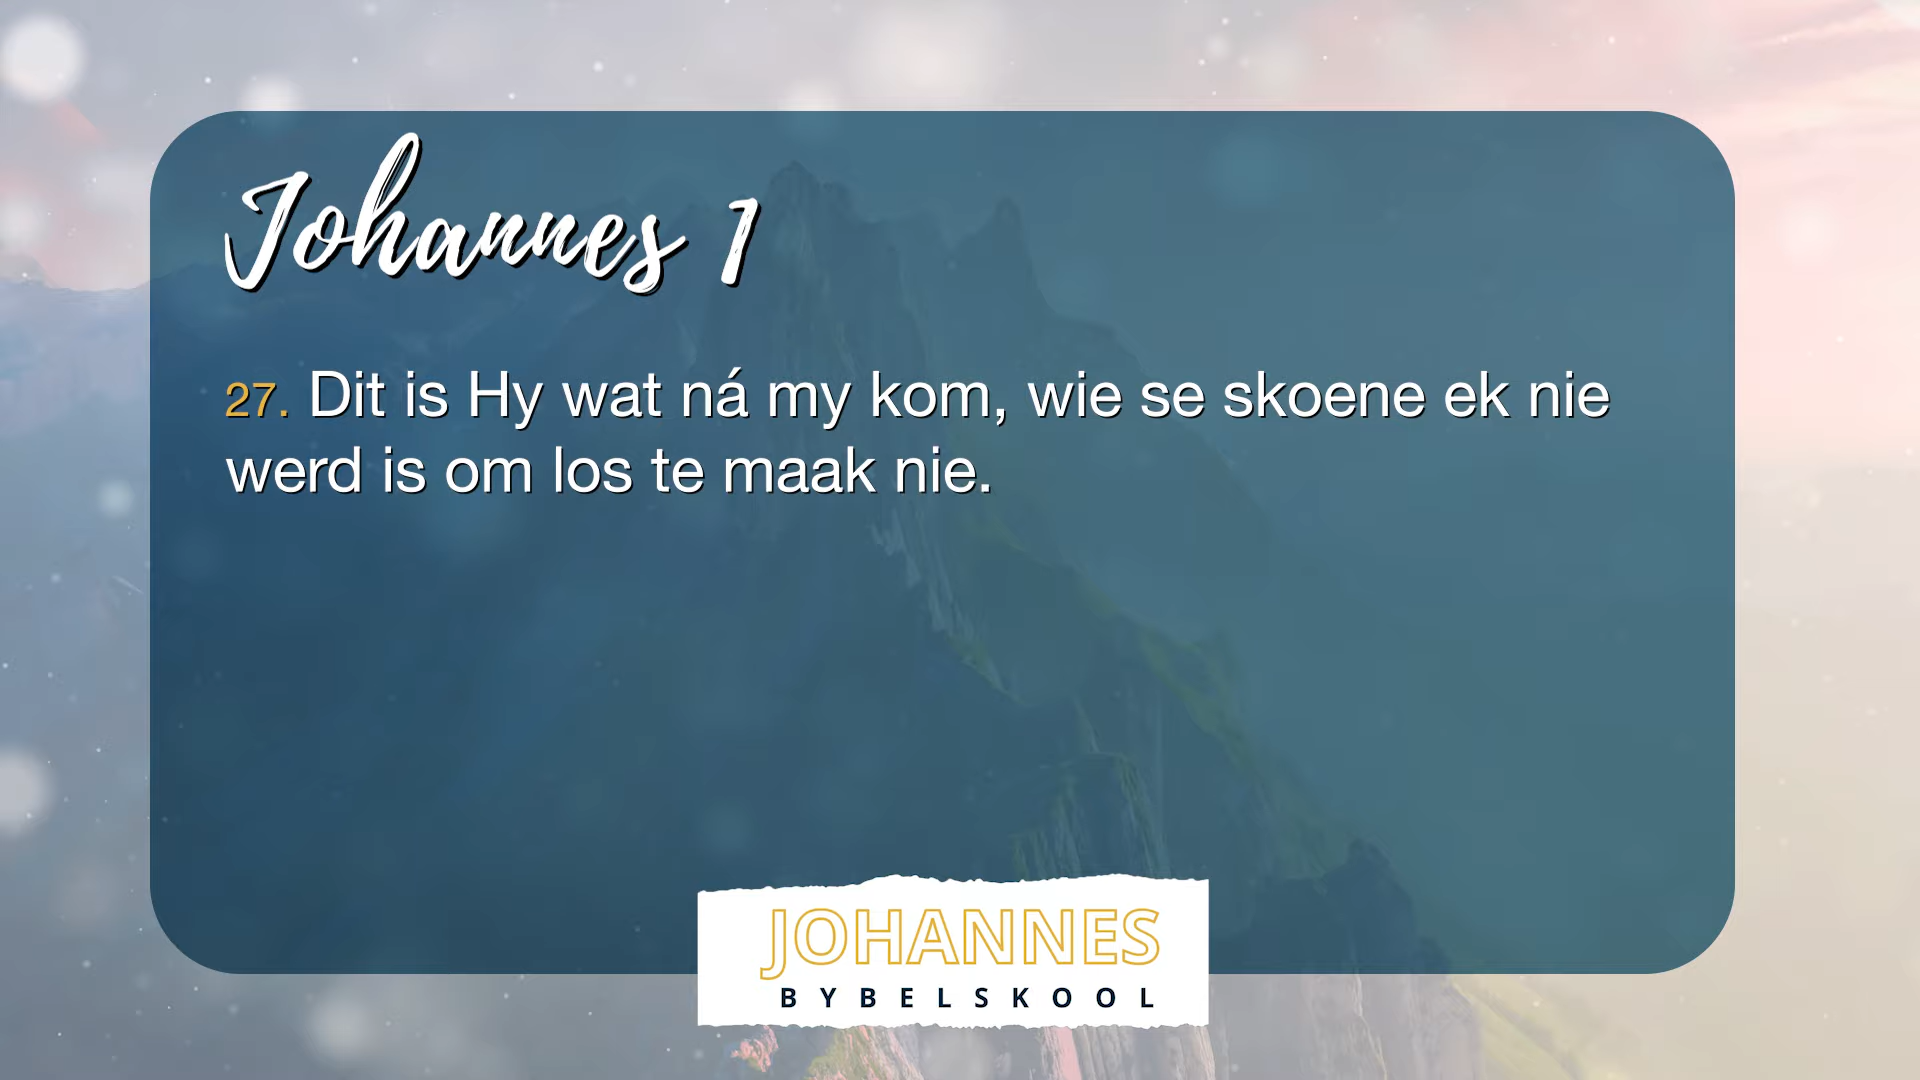 Johannes 1
27. Dit is Hy wat ná my kom, wie se skoene ek nie
werd is om los te maak nie.
JOHANNES
BYBELSKOOL